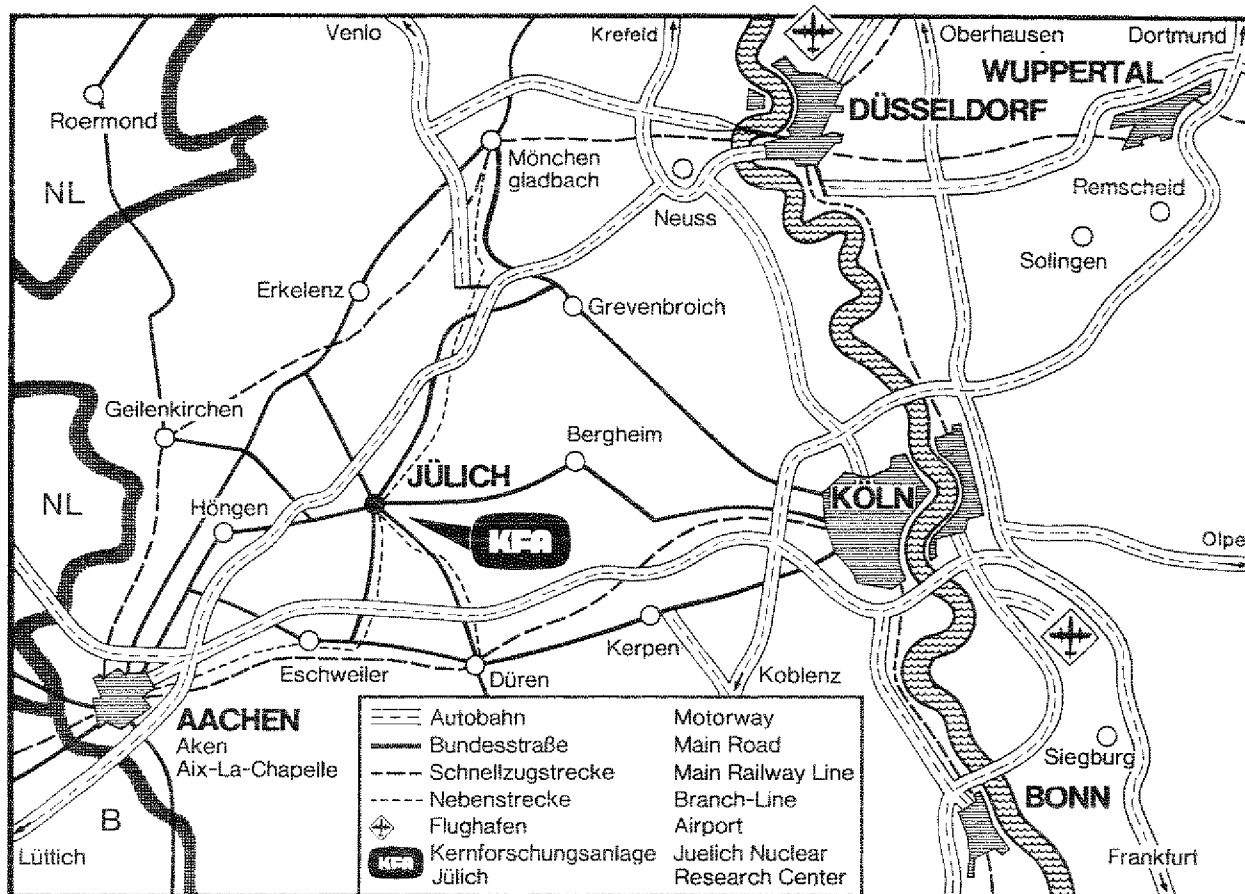 Venlo
Krefeld
Oberhausen
Dortmund
WUPPERTAL
DÜSSELDORF
Roermond
Mönchen
gladbach
NL
Neuss
Remscheid
Solingen
Erkelenz
Grevenbroich
Geilenkirchen
Bergheim
JÜLICH
KÖLN
NL
Höngen
KFA
Olpe
Kerpen
Eschweiler
Düren
Koblenz
AACHEN
Aken
Aix-La-Chapelle
Siegburg
BONN
B
Lüttich
Frankfurt
Autobahn Motorway
Bundesstraße Main Road
Schnellzugstrecke Main Railway Line
Nebenstrecke Branch-Line
Flughafen Airport
KFA Kernforschungsanlage Juelich Nuclear
Jülich Research Center